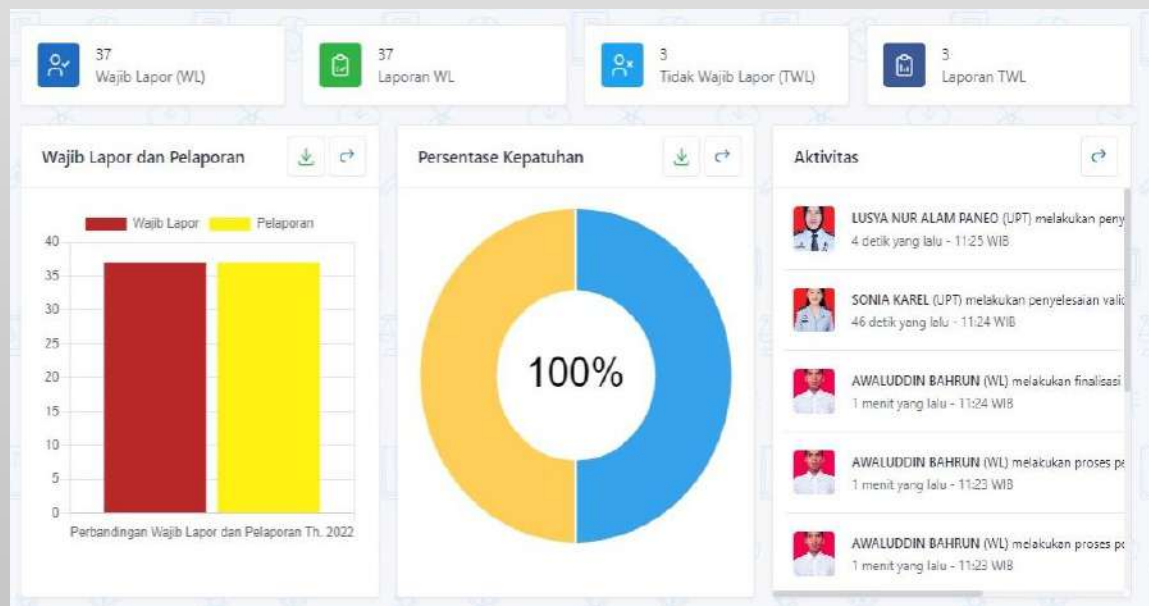 37
Wajib Lapor (WL)
37
Laporan WL
3
Tidak Wajib Lapor (TWL)
3
Laporan TWL
Wajib Lapor dan Pelaporan
Wajib Lapor Pelaporan
40
35
30
25
20
15
10
5
0
Perbandingan Wajib Lapor dan Pelaporan Th. 2022
Persentase Kepatuhan
100%
Aktivitas
LUSYA NUR ALAM PANEO (UPT) melakukan peny
4 detik yang lalu - 11:25 WIB
SONIA KAREL (UPT) melakukan penyelesaian valid
46 detik yang lalu - 11:24 WIB
AWALUDDIN BAHRUN (WL) melakukan finalisasi
1 menit yang lalu - 11:24 WIB
AWALUDDIN BAHRUN (WL) melakukan proses pe
1 menit yang lalu - 11:23 WIB
AWALUDDIN BAHRUN (WL) melakukan proses pe
1 menit yang lalu - 11:23 WIB